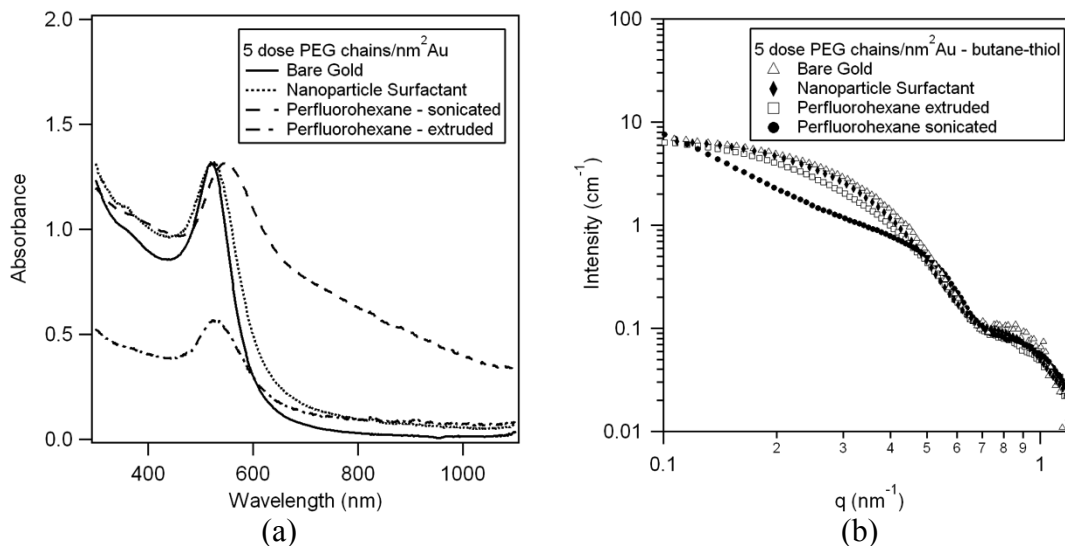 2.0
1.5
1.0
0.5
0.0
Absorbance
5 dose PEG chains/nm²Au
Bare Gold
Nanoparticle Surfactant
Perfluorohexane - sonicated
Perfluorohexane - extruded
400
600
800
1000
Wavelength (nm)
(a)
100
10
1
0.1
0.01
Intensity (cm⁻¹)
5 dose PEG chains/nm²Au - butane-thiol
Bare Gold
Nanoparticle Surfactant
Perfluorohexane extruded
Perfluorohexane sonicated
0.1
2
3
4
5
6
7
8
9
1
q (nm⁻¹)
(b)